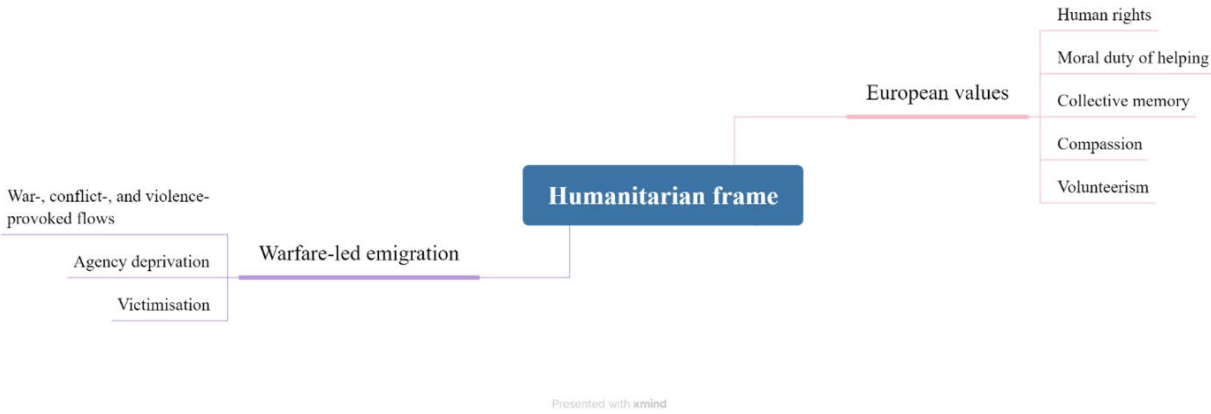 Human rights
Moral duty of helping
European values
Collective memory
Compassion
Volunteerism
Humanitarian frame
War-, conflict-, and violence-
provoked flows
Warfare-led emigration
Agency deprivation
Victimisation
Presented with xmind